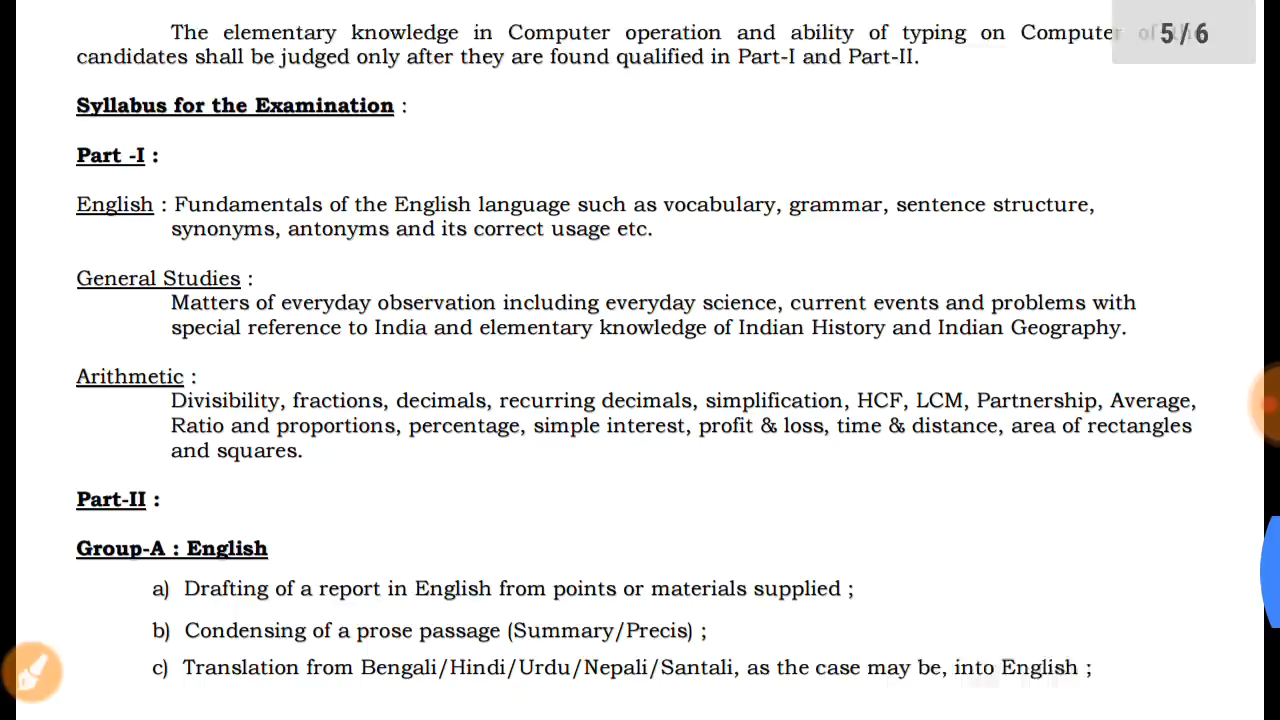 The elementary knowledge in Computer operation and ability of typing on Computer of
5/6
candidates shall be judged only after they are found qualified in Part-I and Part-II.
Syllabus for the Examination :
Part -I :
English : Fundamentals of the English language such as vocabulary, grammar, sentence structure,
synonyms, antonyms and its correct usage etc.
General Studies :
Matters of everyday observation including everyday science, current events and problems with
special reference to India and elementary knowledge of Indian History and Indian Geography.
Arithmetic :
Divisibility, fractions, decimals, recurring decimals, simplification, HCF, LCM, Partnership, Average,
Ratio and proportions, percentage, simple interest, profit & loss, time & distance, area of rectangles
and squares.
Part-II :
Group-A : English
a) Drafting of a report in English from points or materials supplied ;
b) Condensing of a prose passage (Summary/Precis) ;
c) Translation from Bengali/Hindi/Urdu/Nepali/Santali, as the case may be, into English ;